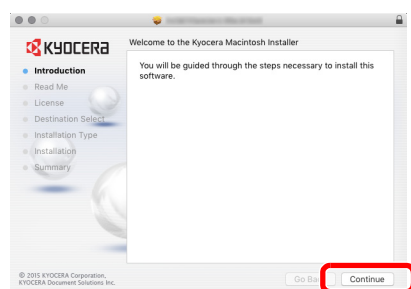 KYOCERA
Welcome to the Kyocera Macintosh Installer
Introduction
Read Me
License
Destination Select
Installation Type
Installation
Summary
You will be guided through the steps necessary to install this
software.
© 2015 KYOCERA Corporation,
KYOCERA Document Solutions Inc.
Go
Continue